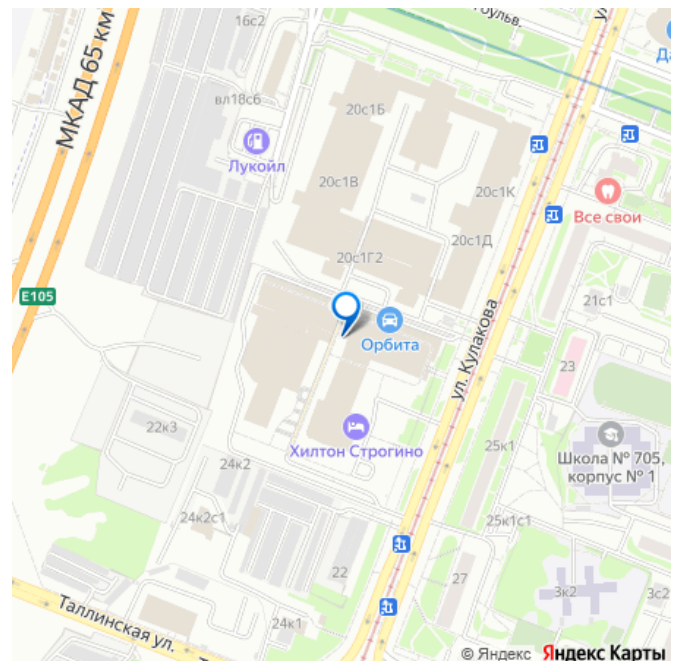 16с2
МКАД 65 км
вл18с6
Лукойл
20с1Б
20с1В
20с1К
20с1Д
20с1Г2
Все свои
E105
21с1
Орбита
ул. Кулакова
23
22к3
Хилтон Строгино
25к1
Школа № 705,
корпус № 1
24к2
24к2с1
25к1с1
22
27
3к2
3с2
24к1
Таллинская ул.
© Яндекс Яндекс Карты